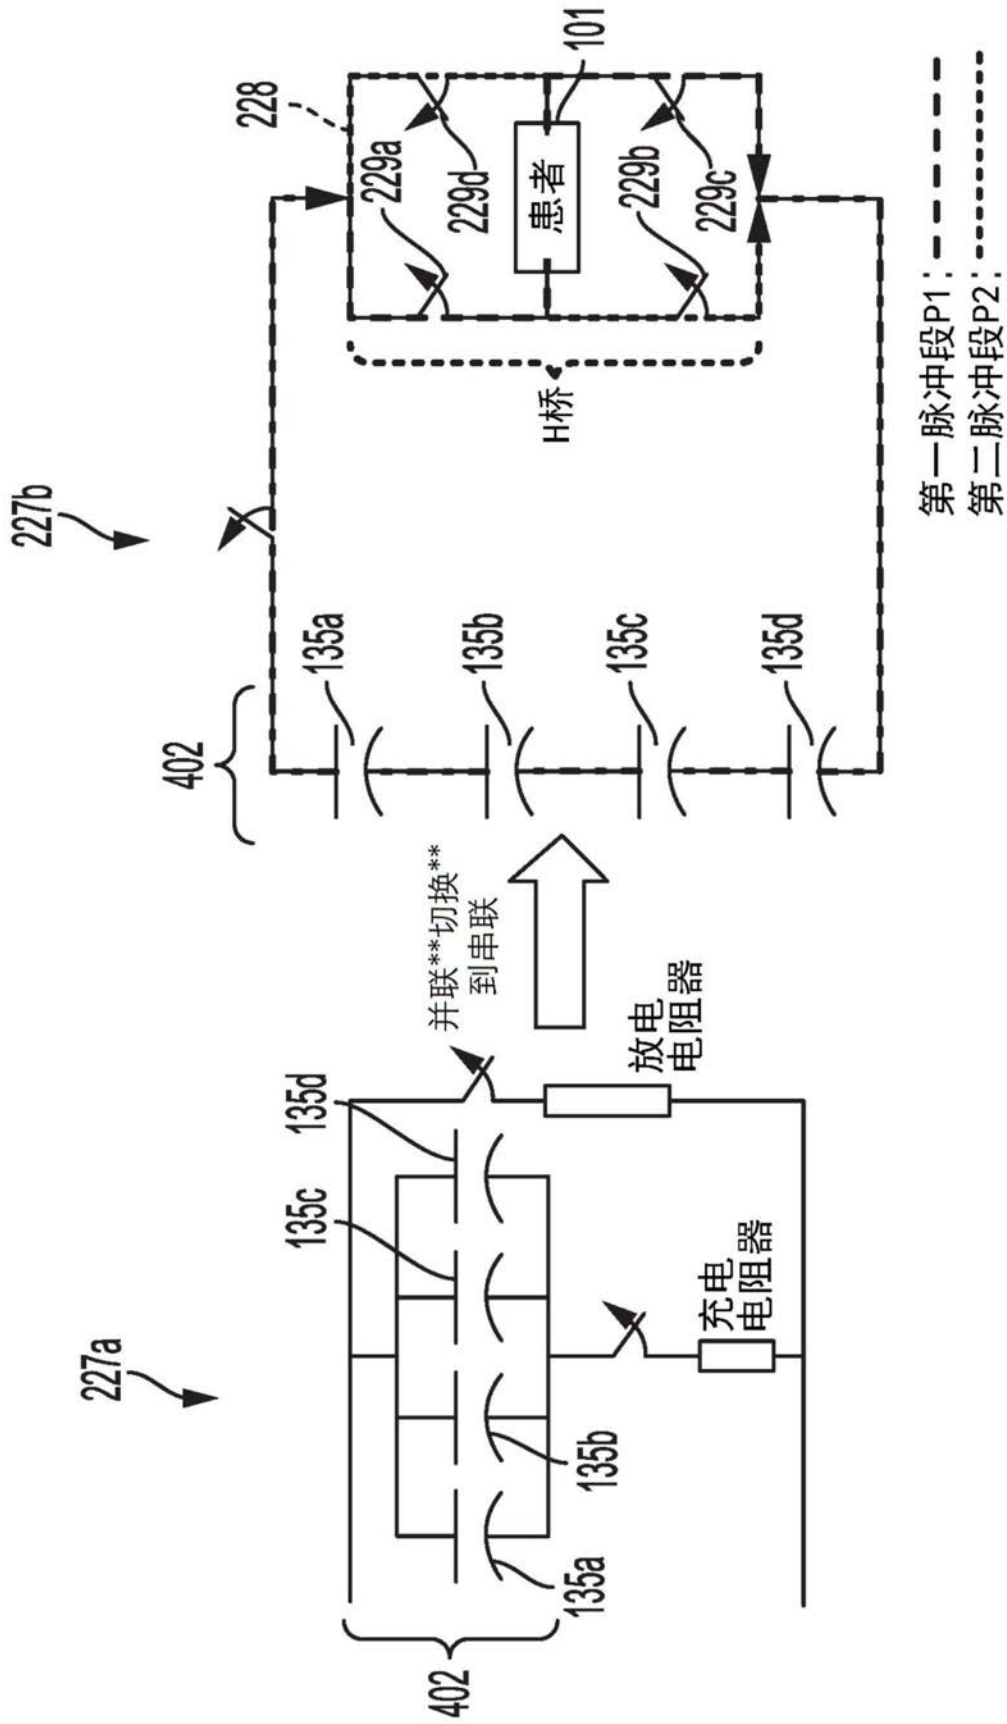 227a
402
135a
135b
135c
135d
充电
电阻器
放电
电阻器
并联**切换**
到串联
227b
402
135a
135b
135c
135d
228
229a
229d
患者
101
229b
229c
H桥
第一脉冲段P1:
第二脉冲段P2: